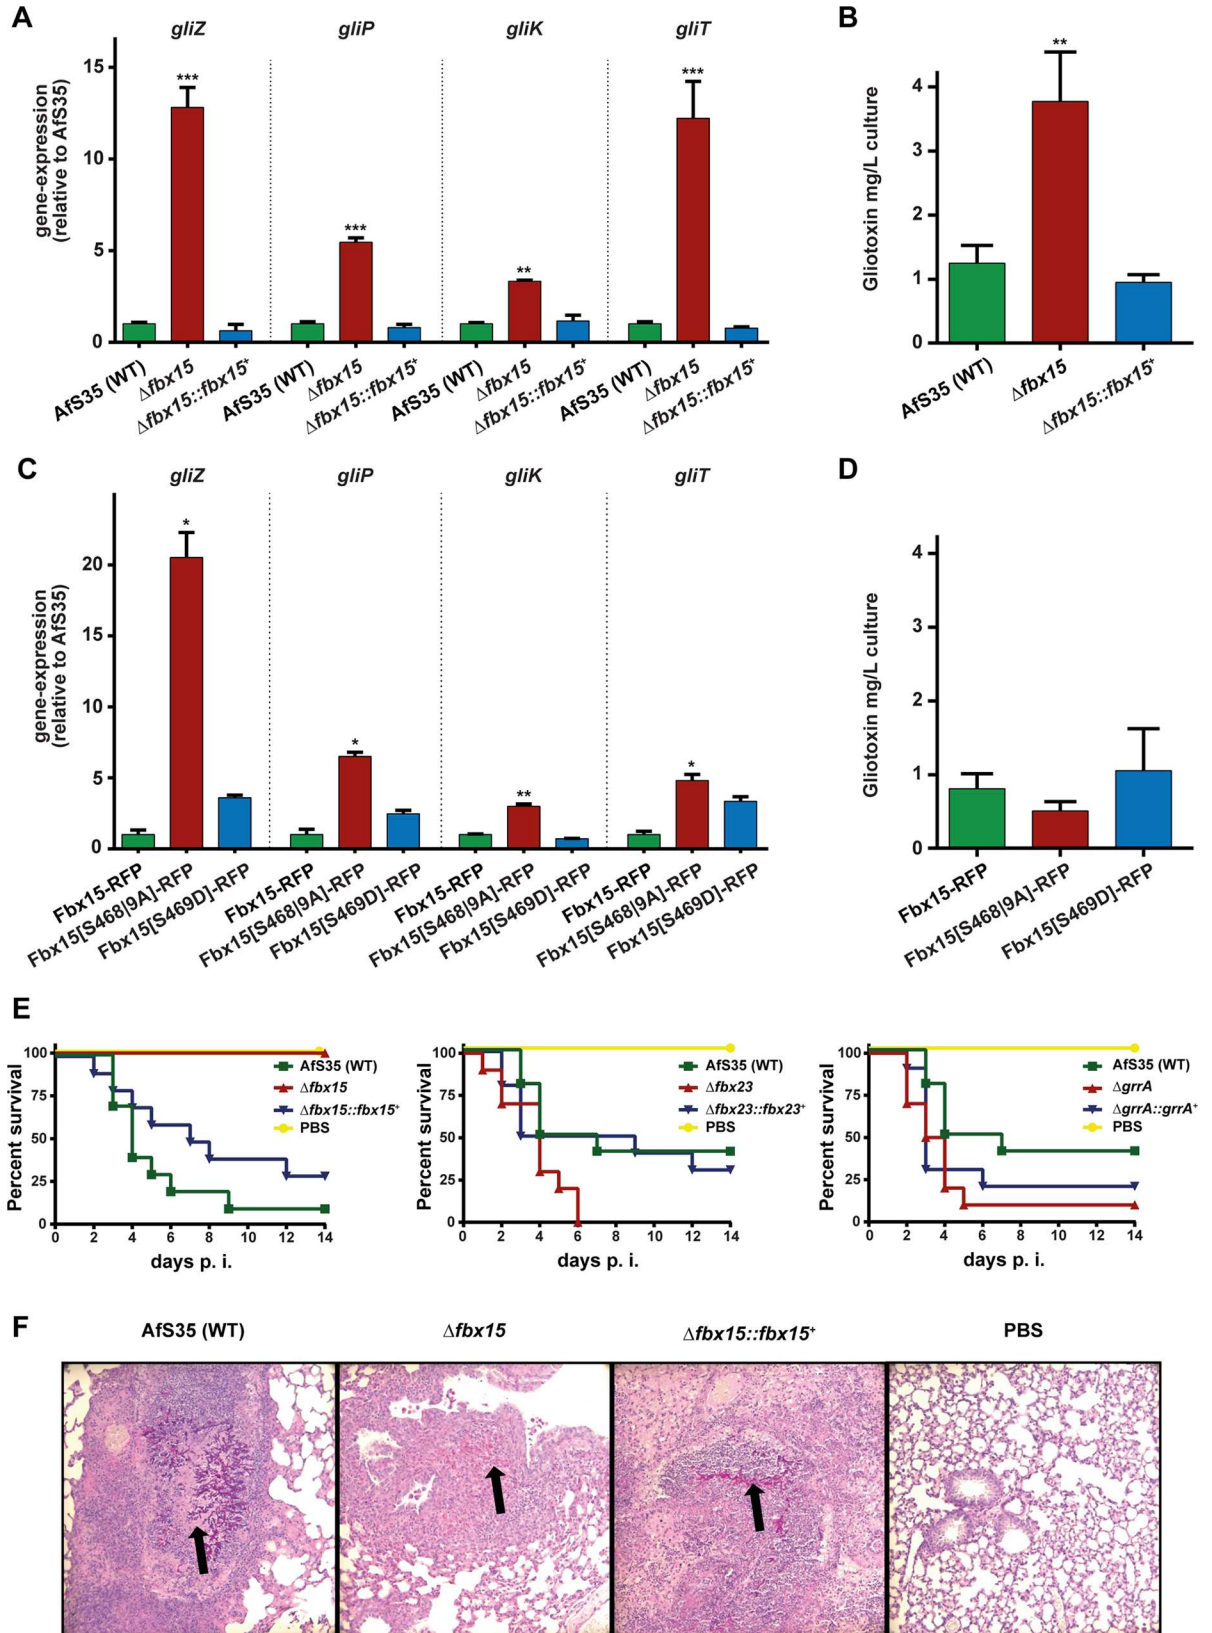 A
gliZ
gliP
gliK
gliT
gene-expression
(relative to AfS35)
15
10
5
0
***
***
**
***
AfS35 (WT)
Δfbx15
Δfbx15::fbx15+
AfS35 (WT)
Δfbx15
Δfbx15::fbx15+
AfS35 (WT)
Δfbx15
Δfbx15::fbx15+
AfS35 (WT)
Δfbx15
Δfbx15::fbx15+
B
Gliotoxin mg/L culture
4
3
2
1
0
**
AfS35 (WT)
Δfbx15
Δfbx15::fbx15+
C
gliZ
gliP
gliK
gliT
gene-expression
(relative to AfS35)
20
15
10
5
0
*
*
**
*
Fbx15-RFP
Fbx15[S468|9A]-RFP
Fbx15[S469D]-RFP
Fbx15-RFP
Fbx15[S468|9A]-RFP
Fbx15[S469D]-RFP
Fbx15-RFP
Fbx15[S468|9A]-RFP
Fbx15[S469D]-RFP
Fbx15-RFP
Fbx15[S468|9A]-RFP
Fbx15[S469D]-RFP
D
Gliotoxin mg/L culture
4
3
2
1
0
Fbx15-RFP
Fbx15[S468|9A]-RFP
Fbx15[S469D]-RFP
E
Percent survival
100
75
50
25
0
0 2 4 6 8 10 12 14
days p. i.
AfS35 (WT)
Δfbx15
Δfbx15::fbx15+
PBS
Percent survival
100
75
50
25
0
0 2 4 6 8 10 12 14
days p. i.
AfS35 (WT)
Δfbx23
Δfbx23::fbx23+
PBS
Percent survival
100
75
50
25
0
0 2 4 6 8 10 12 14
days p. i.
AfS35 (WT)
ΔgrrA
ΔgrrA::grrA+
PBS
F
AfS35 (WT)
Δfbx15
Δfbx15::fbx15+
PBS